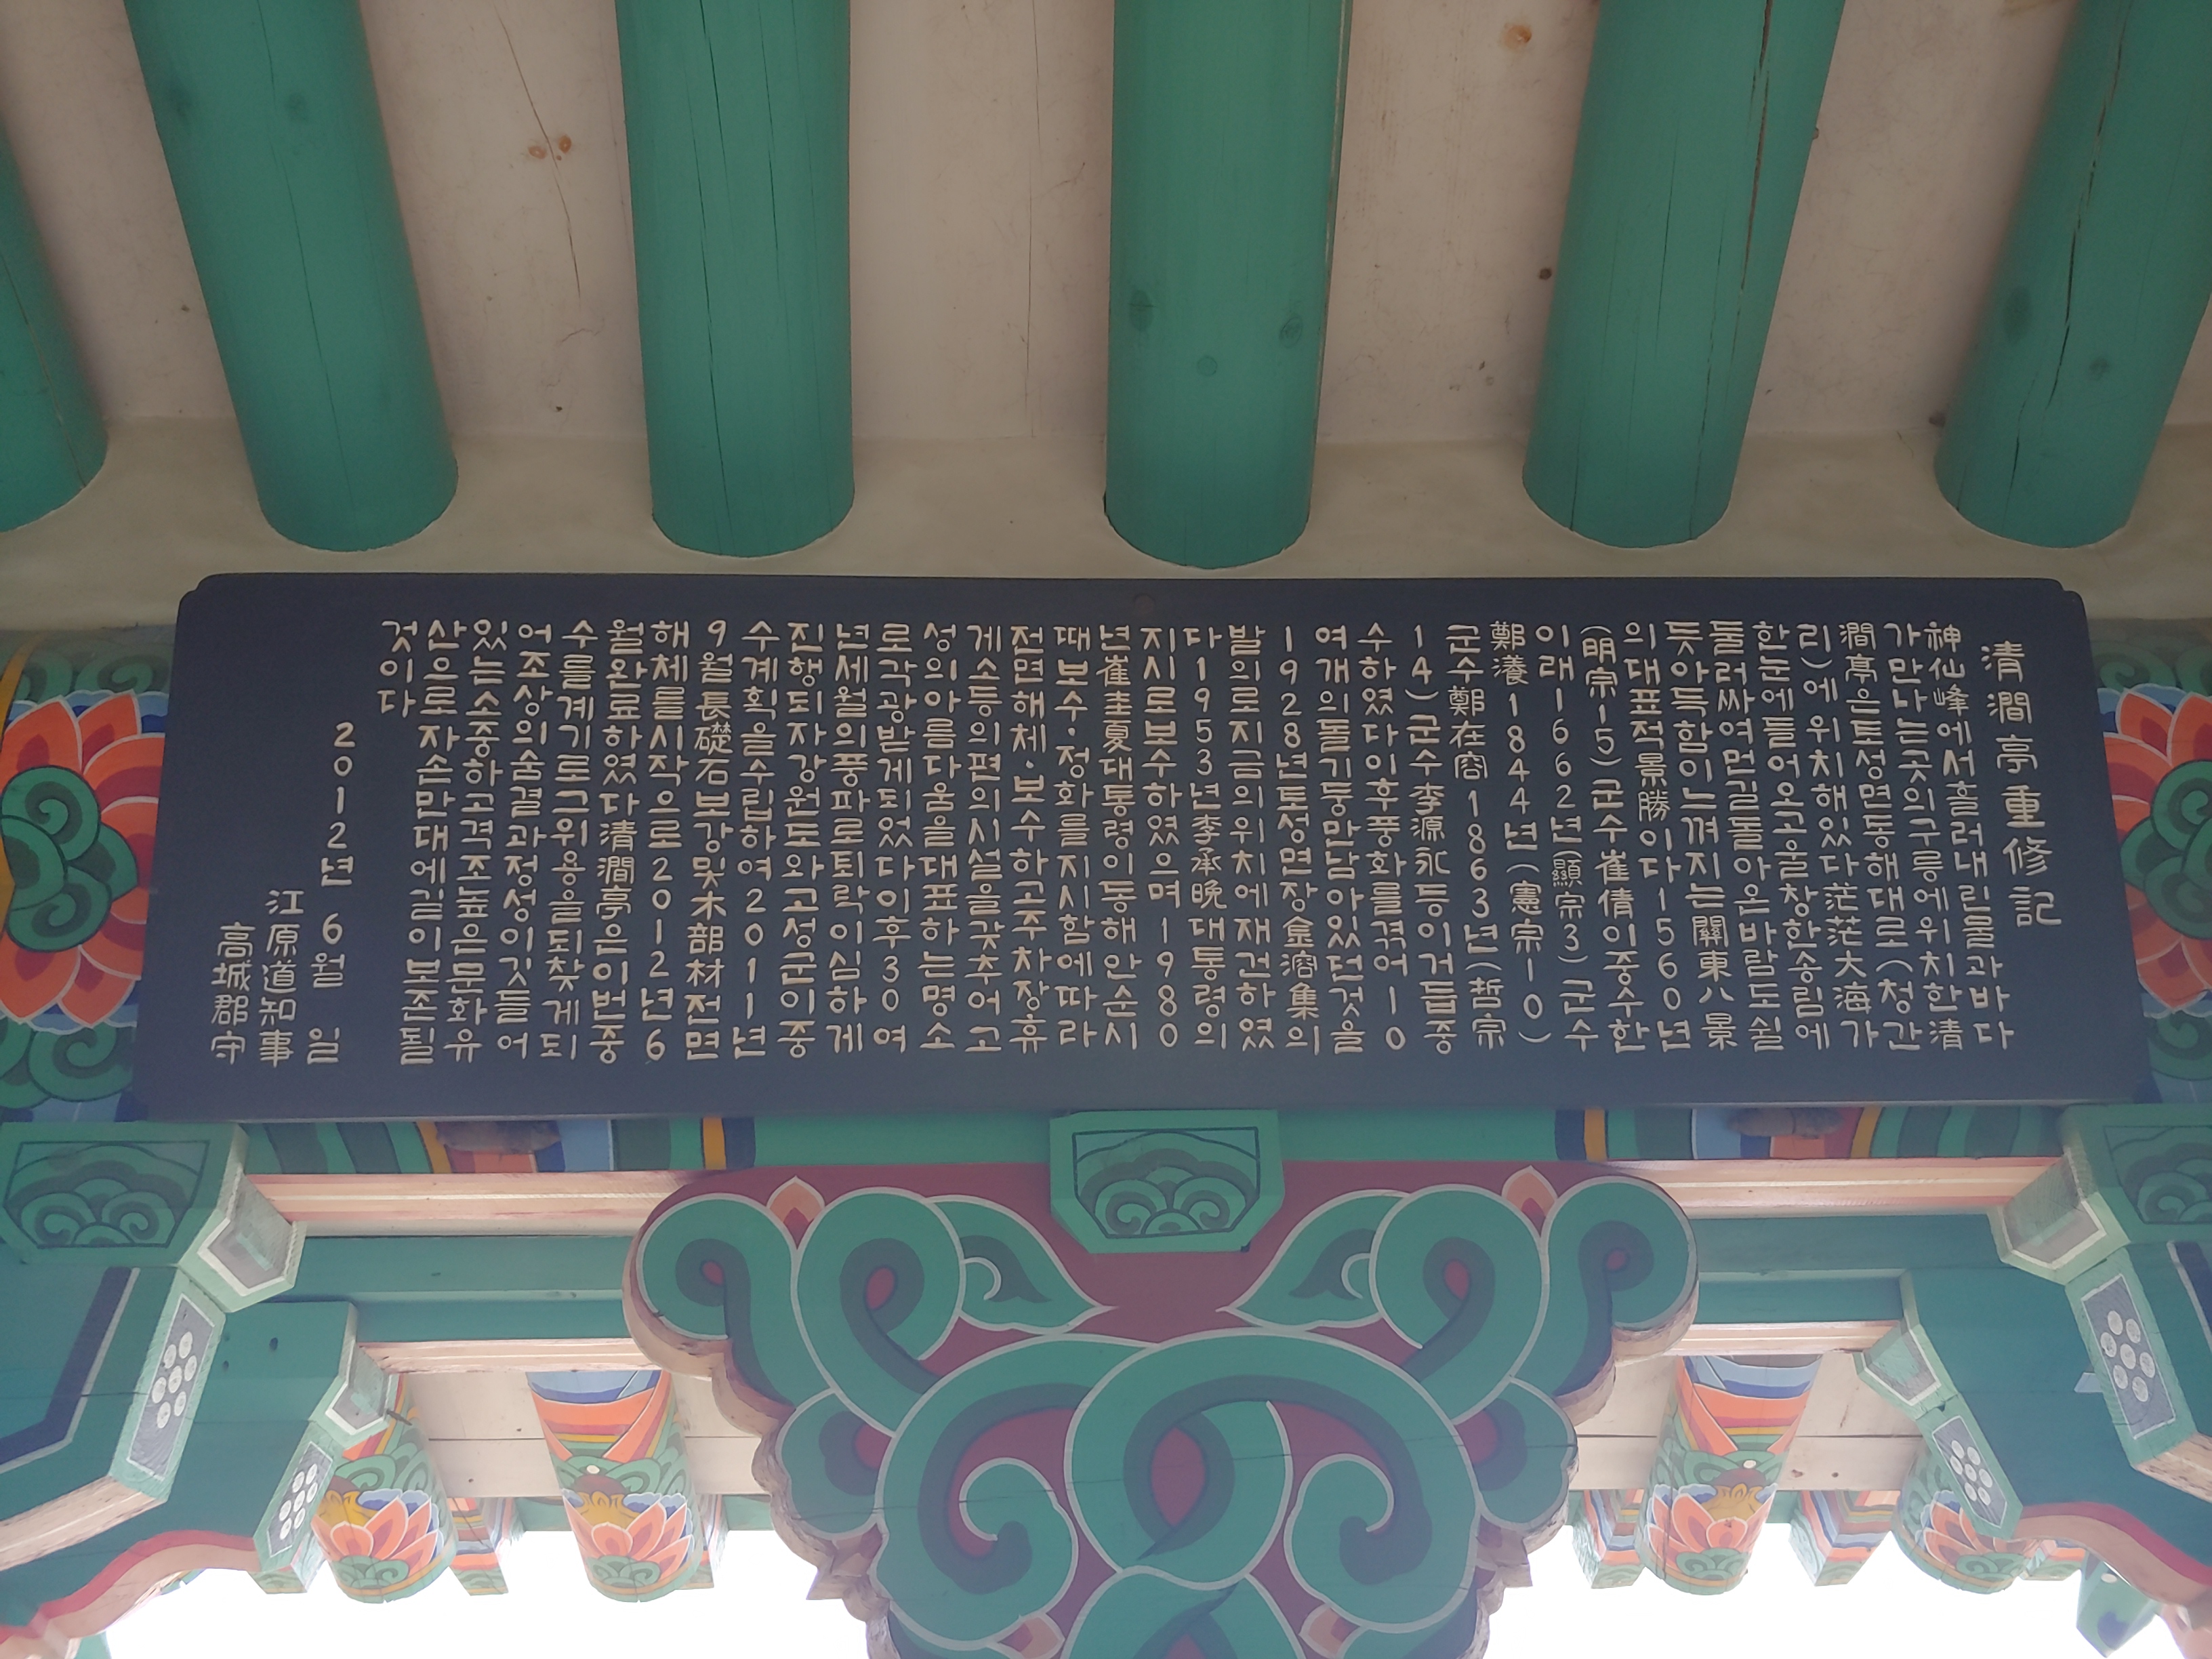 清澗亭重修記
神仙峰에서흘러내린물과바다
가만나는곳의구릉에위치한清
澗亭은토성면동해대로(청간
리)에위치해있다茫茫大海가
한눈에들어오고울창한송림에
둘러싸여먼길돌아온바람도쉴
듯아득함이느껴지는關東八景
의대표적景勝이다1560년
(明宗15)군수崔倩이중수한
이래1662년(顯宗3)군수
鄭瀁1844년(憲宗10)
군수鄭在容1863년(哲宗
14)군수李源永등이거듭중
수하였다이후풍화를겪어10
여개의돌기둥만남아있던것을
1928년토성면장金溶集의
발의로지금의위치에재건하였
다1953년李承晩대통령의
지시로보수하였으며1980
년崔圭夏대통령이동해안순시
때보수·정화를지시함에따라
전면해체·보수하고주차장휴
게소등의편의시설을갖추어고
성의아름다움을대표하는명소
로각광받게되었다이후30여
년세월의풍파로퇴락이심하게
진행되자강원도와고성군이중
수계획을수립하여2011년
9월長礎石보강및木部材전면
해체를시작으로2012년6
월완료하였다清澗亭은이번중
수를계기로그위용을되찾게되
어조상의숨결과정성이깃들어
있는소중하고격조높은문화유
산으로자손만대에길이보존될
것이다
2012년 6월 일
江原道知事
高城郡守